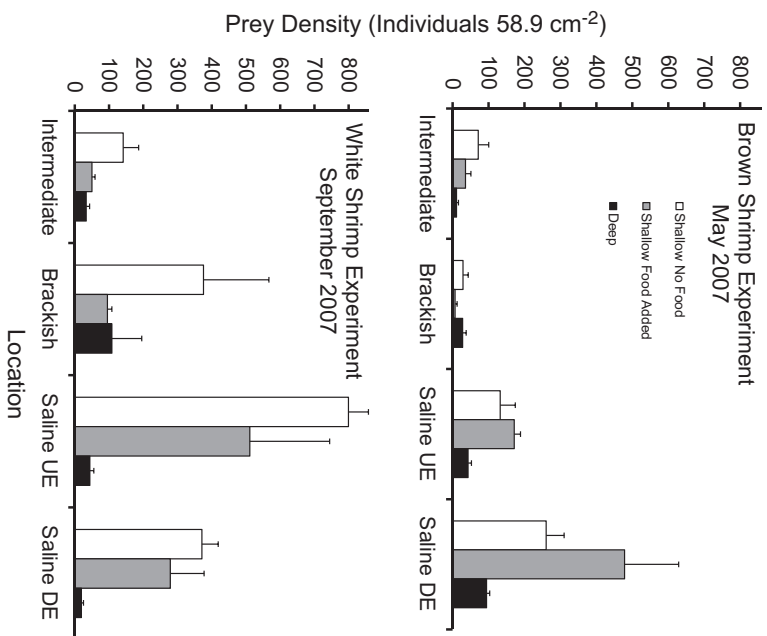 Prey Density (Individuals 58.9 cm⁻²)
Brown Shrimp Experiment
May 2007
Shallow No Food
Shallow Food Added
Deep
0 100 200 300 400 500 600 700 800
Intermediate Brackish Saline UE Saline DE
White Shrimp Experiment
September 2007
0 100 200 300 400 500 600 700 800
Intermediate Brackish Saline UE Saline DE
Location